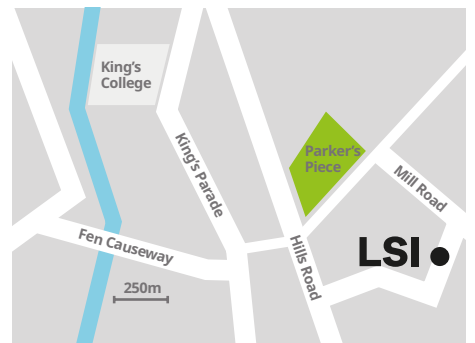 King's
College
King's Parade
Parker's
Piece
Mill Road
Fen Causeway
Hills Road
LSI
250m